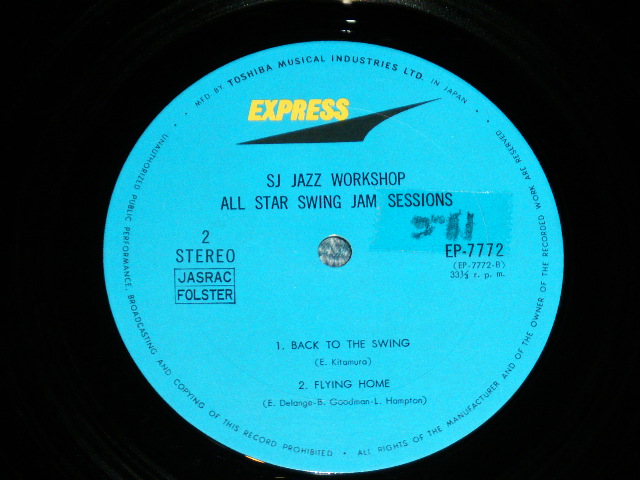 MFD BY TOSHIBA MUSICAL INDUSTRIES LTD. IN JAPAN
EXPRESS
SJ JAZZ WORKSHOP
ALL STAR SWING JAM SESSIONS
2
STEREO
EP-7772
(EP-7772-B)
33⅓ r. p. m.
JASRAC
FOLSTER
1. BACK TO THE SWING
(E. Kitamura)
2. FLYING HOME
(E. Delange-B. Goodman-L. Hampton)
UNAUTHORIZED PUBLIC PERFORMANCE, BROADCASTING AND COPYING OF THIS RECORD PROHIBITED • ALL RIGHTS OF THE MANUFACTURER AND OF THE OWNER OF THE RECORDED WORK ARE RESERVED